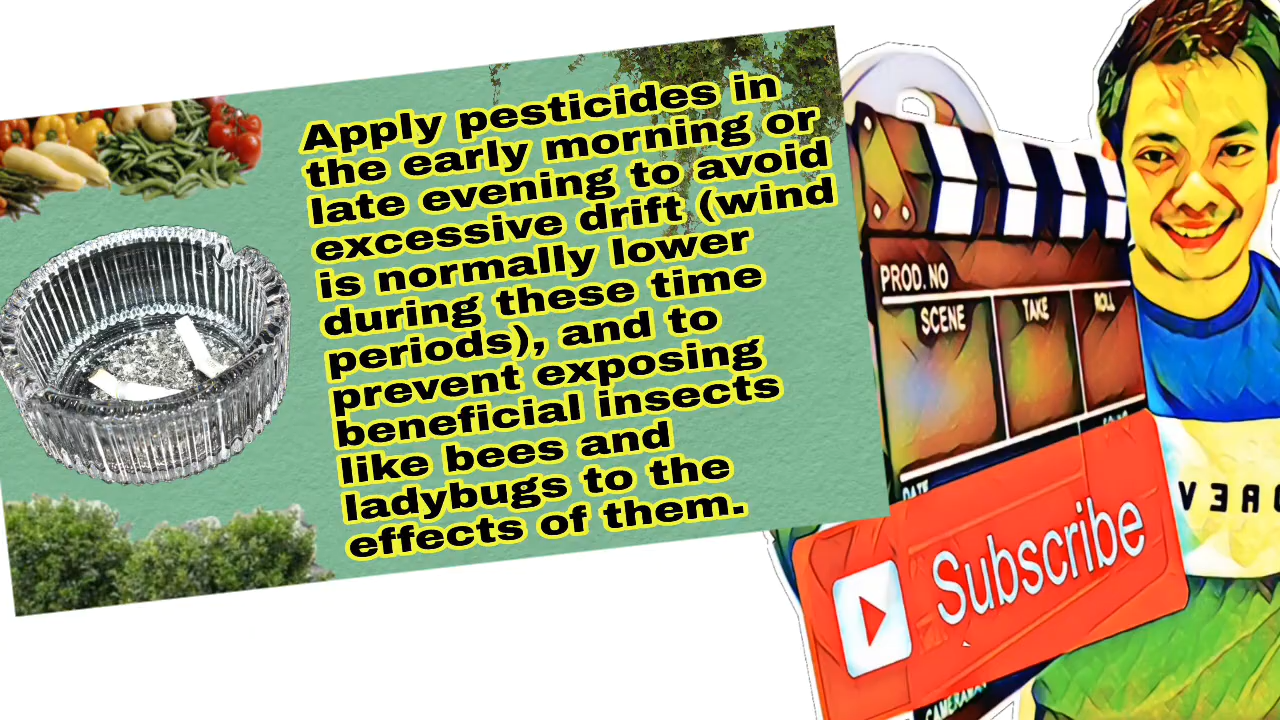 Apply pesticides in
the early morning or
late evening to avoid
excessive drift (wind
is normally lower
during these time
periods), and to
prevent exposing
beneficial insects
like bees and
ladybugs to the
effects of them.
PROD. NO
SCENE TAKE ROLL
DATE
Subscribe